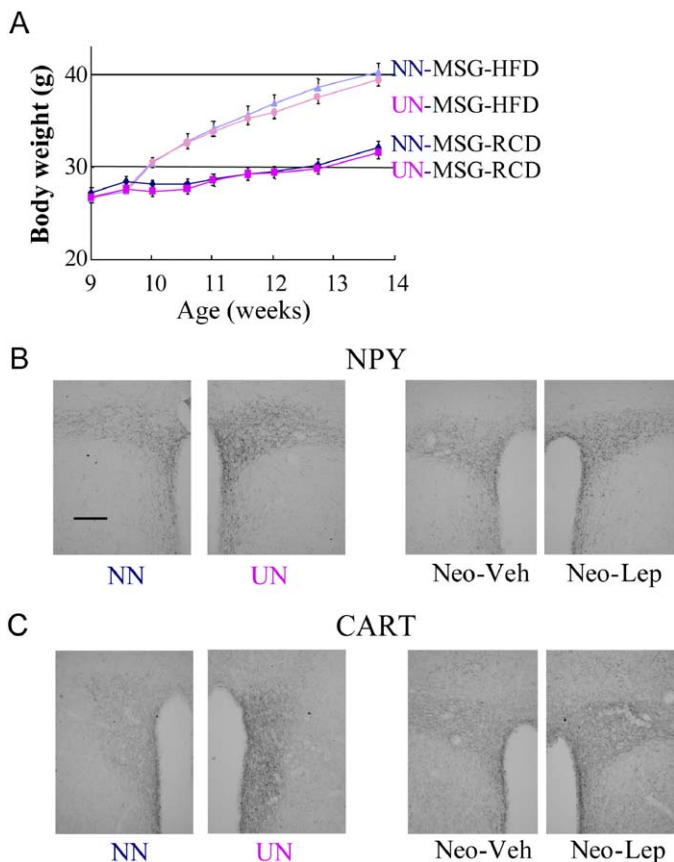 A
Body weight (g)
40
30
20
9 10 11 12 13 14
Age (weeks)
NN-MSG-HFD
UN-MSG-HFD
NN-MSG-RCD
UN-MSG-RCD
B
NPY
NN UN Neo-Veh Neo-Lep
C
CART
NN UN Neo-Veh Neo-Lep